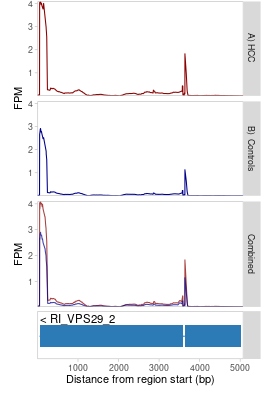 4
3
2
1
A) HCC
4
3
2
1
B) Controls
FPM
4
3
2
1
Combined
FPM
< RI_VPS29_2
1000 2000 3000 4000 5000
Distance from region start (bp)